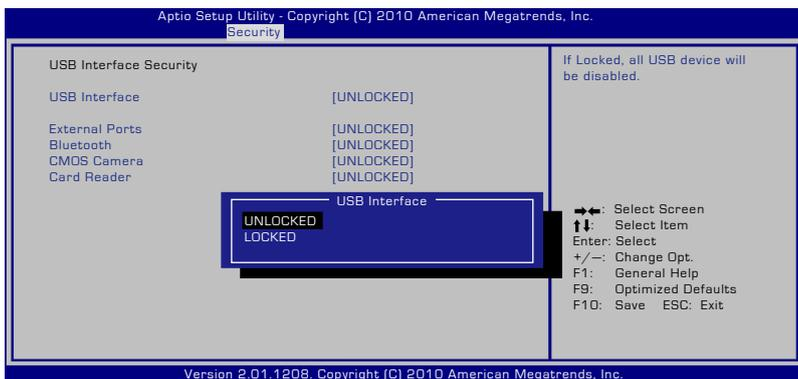 Aptio Setup Utility - Copyright (C) 2010 American Megatrends, Inc.
Security
USB Interface Security
USB Interface [UNLOCKED]
External Ports [UNLOCKED]
Bluetooth [UNLOCKED]
CMOS Camera [UNLOCKED]
Card Reader [UNLOCKED]
USB Interface
UNLOCKED
LOCKED
If Locked, all USB device will
be disabled.
→←: Select Screen
↑↓: Select Item
Enter: Select
+/—: Change Opt.
F1: General Help
F9: Optimized Defaults
F10: Save ESC: Exit
Version 2.01.1208. Copyright (C) 2010 American Megatrends, Inc.